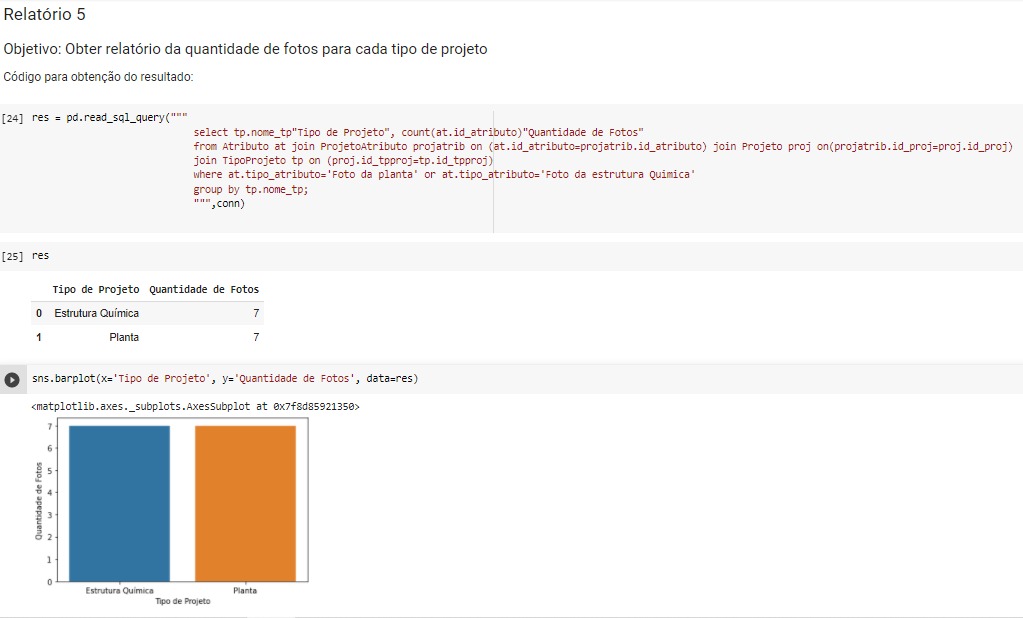 Relatório 5
Objetivo: Obter relatório da quantidade de fotos para cada tipo de projeto
Código para obtenção do resultado:
[24] res = pd.read_sql_query("""
select tp.nome_tp"Tipo de Projeto", count(at.id_atributo)"Quantidade de Fotos"
from Atributo at join ProjetoAtributo projatrib on (at.id_atributo=projatrib.id_atributo) join Projeto proj on(projatrib.id_proj=proj.id_proj)
join TipoProjeto tp on (proj.id_tpproj=tp.id_tpproj)
where at.tipo_atributo='Foto da planta' or at.tipo_atributo='Foto da estrutura Quimica'
group by tp.nome_tp;
""",conn)
[25] res
Tipo de Projeto Quantidade de Fotos
0 Estrutura Química 7
1 Planta 7
sns.barplot(x='Tipo de Projeto', y='Quantidade de Fotos', data=res)
<matplotlib.axes._subplots.AxesSubplot at 0x7f8d85921350>
7
6
5
4
3
2
1
0
Quantidade de Fotos
Estrutura Química Planta
Tipo de Projeto